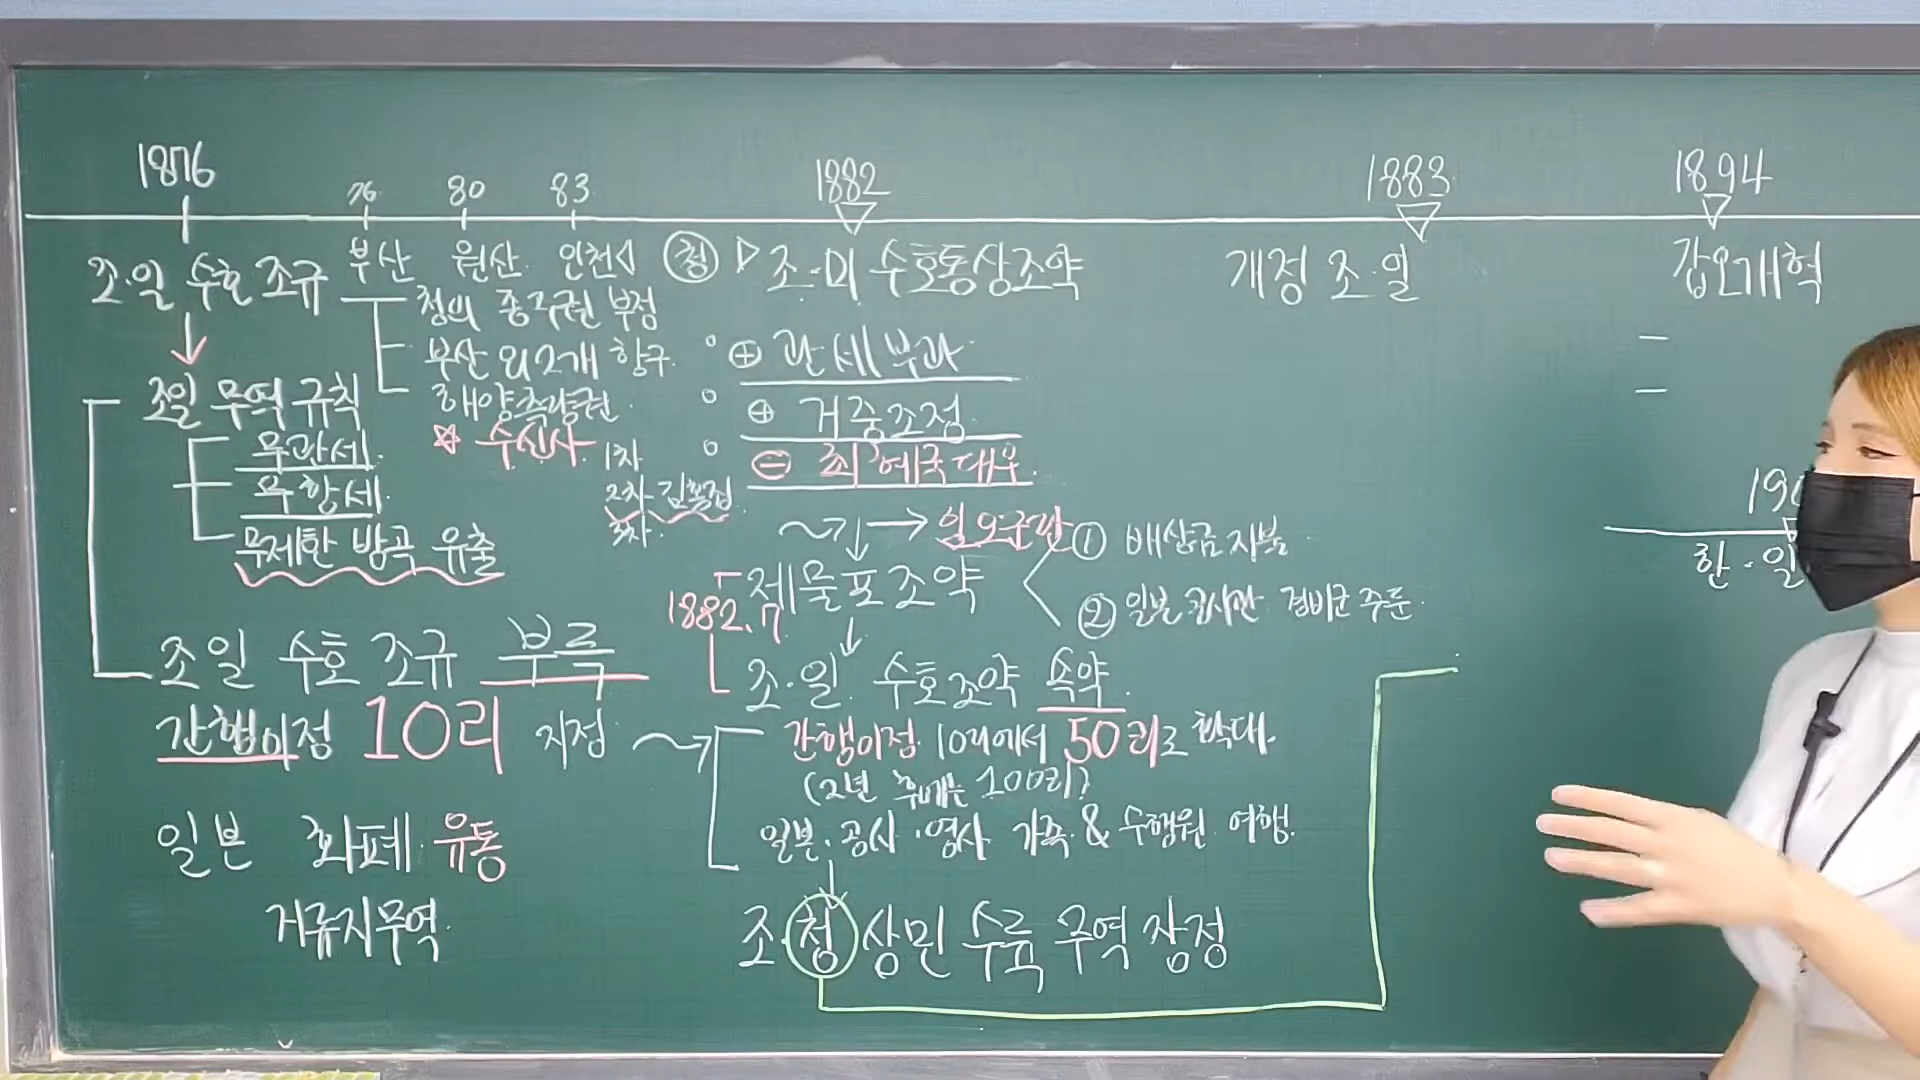 1876
76 80 83
1882
1883
1894
조·일 수호 조규
부산 원산 인천
청
조·미 수호통상조약
개정 조·일
갑오개혁
청의 종주권 부정
부산 외 2개 항구
해양측량권
☆ 수신사
1차
2차 김홍집
3차
조일 무역 규칙
무관세
무항세
무제한 방곡 유출
⊕ 관세부과
⊕ 거중조정
⊖ 최혜국대우
임오군란
① 배상금 지불
② 일본 공사관 경비군 주둔
제물포조약
1882.7
조일 수호 조규 부록
간행이정 10리 지정
일본 화폐 유통
거류지무역
조·일 수호조약 속약
간행이정 10리에서 50리로 확대
(2년 후에는 100리)
일본·공사·영사 가족 & 수행원 여행
조·청 상민 수륙 무역 장정
190
한·일